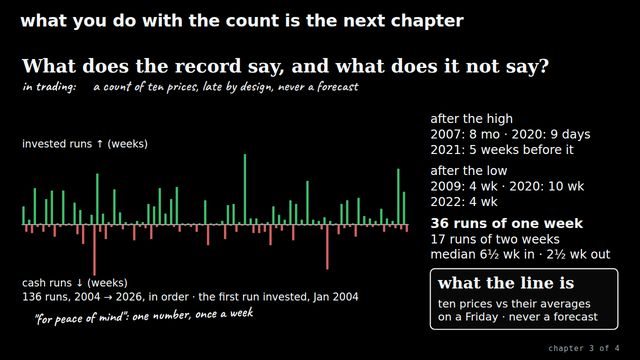 what you do with the count is the next chapter
What does the record say, and what does it not say?
in trading: a count of ten prices, late by design, never a forecast
invested runs ↑ (weeks)
cash runs ↓ (weeks)
136 runs, 2004 → 2026, in order · the first run invested, Jan 2004
"for peace of mind": one number, once a week
after the high
2007: 8 mo · 2020: 9 days
2021: 5 weeks before it
after the low
2009: 4 wk · 2020: 10 wk
2022: 4 wk
36 runs of one week
17 runs of two weeks
median 6½ wk in · 2½ wk out
what the line is
ten prices vs their averages
on a Friday · never a forecast
chapter 3 of 4